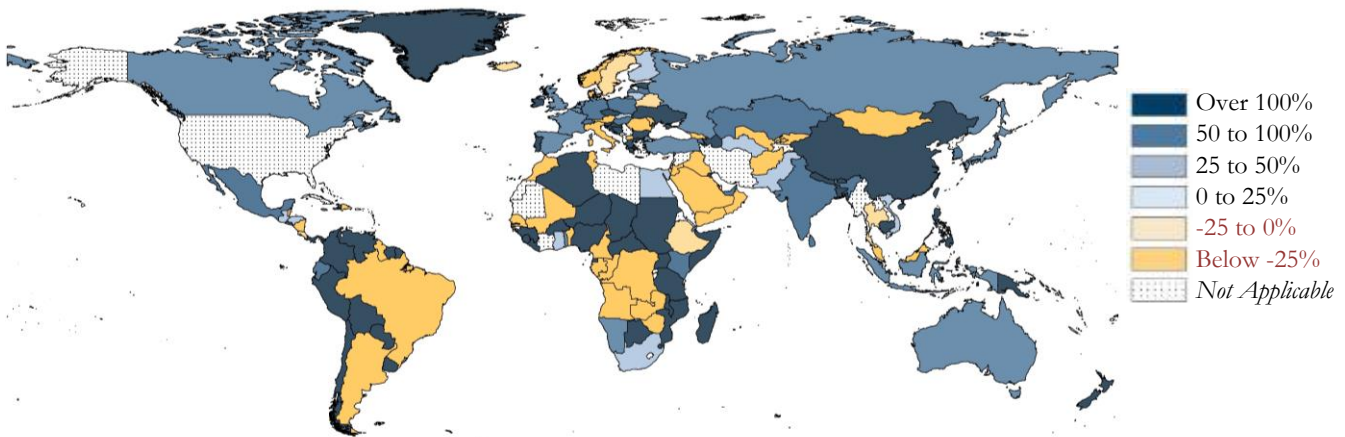 Over 100%
50 to 100%
25 to 50%
0 to 25%
-25 to 0%
Below -25%
Not Applicable